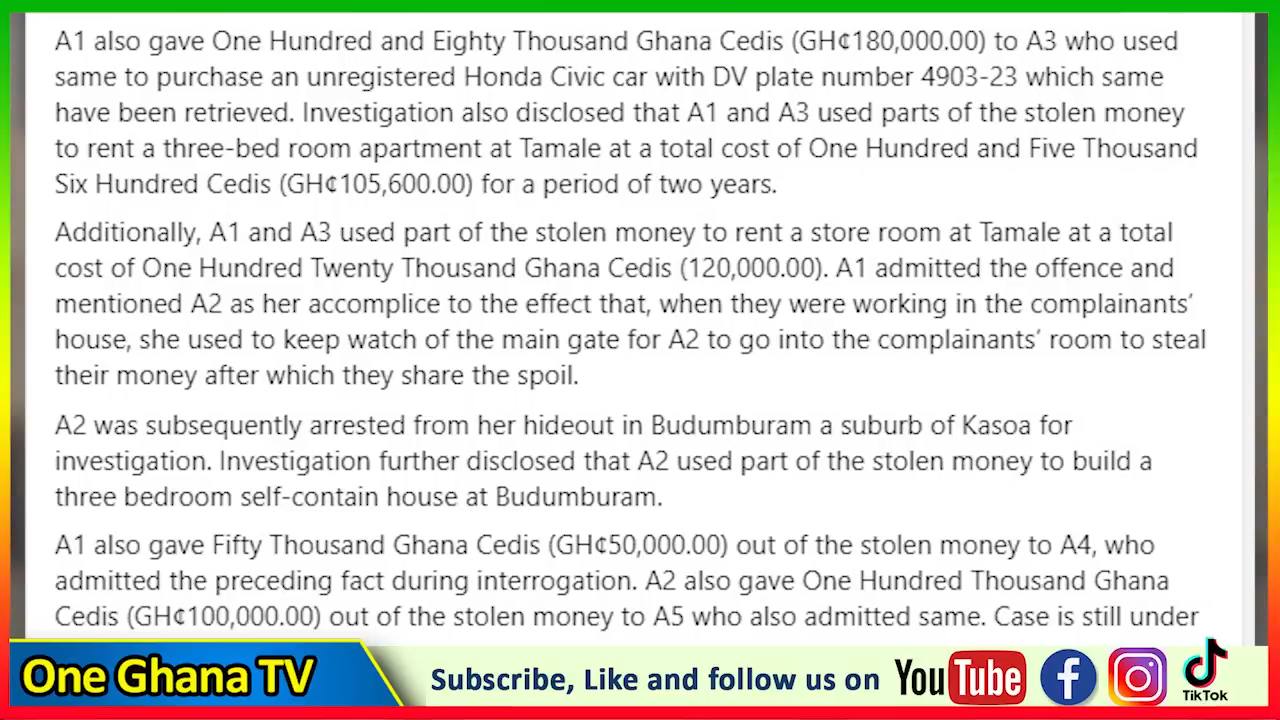 A1 also gave One Hundred and Eighty Thousand Ghana Cedis (GH¢180,000.00) to A3 who used
same to purchase an unregistered Honda Civic car with DV plate number 4903-23 which same
have been retrieved. Investigation also disclosed that A1 and A3 used parts of the stolen money
to rent a three-bed room apartment at Tamale at a total cost of One Hundred and Five Thousand
Six Hundred Cedis (GH¢105,600.00) for a period of two years.
Additionally, A1 and A3 used part of the stolen money to rent a store room at Tamale at a total
cost of One Hundred Twenty Thousand Ghana Cedis (120,000.00). A1 admitted the offence and
mentioned A2 as her accomplice to the effect that, when they were working in the complainants’
house, she used to keep watch of the main gate for A2 to go into the complainants’ room to steal
their money after which they share the spoil.
A2 was subsequently arrested from her hideout in Budumburam a suburb of Kasoa for
investigation. Investigation further disclosed that A2 used part of the stolen money to build a
three bedroom self-contain house at Budumburam.
A1 also gave Fifty Thousand Ghana Cedis (GH¢50,000.00) out of the stolen money to A4, who
admitted the preceding fact during interrogation. A2 also gave One Hundred Thousand Ghana
Cedis (GH¢100,000.00) out of the stolen money to A5 who also admitted same. Case is still under
One Ghana TV
Subscribe, Like and follow us on YouTube
TikTok